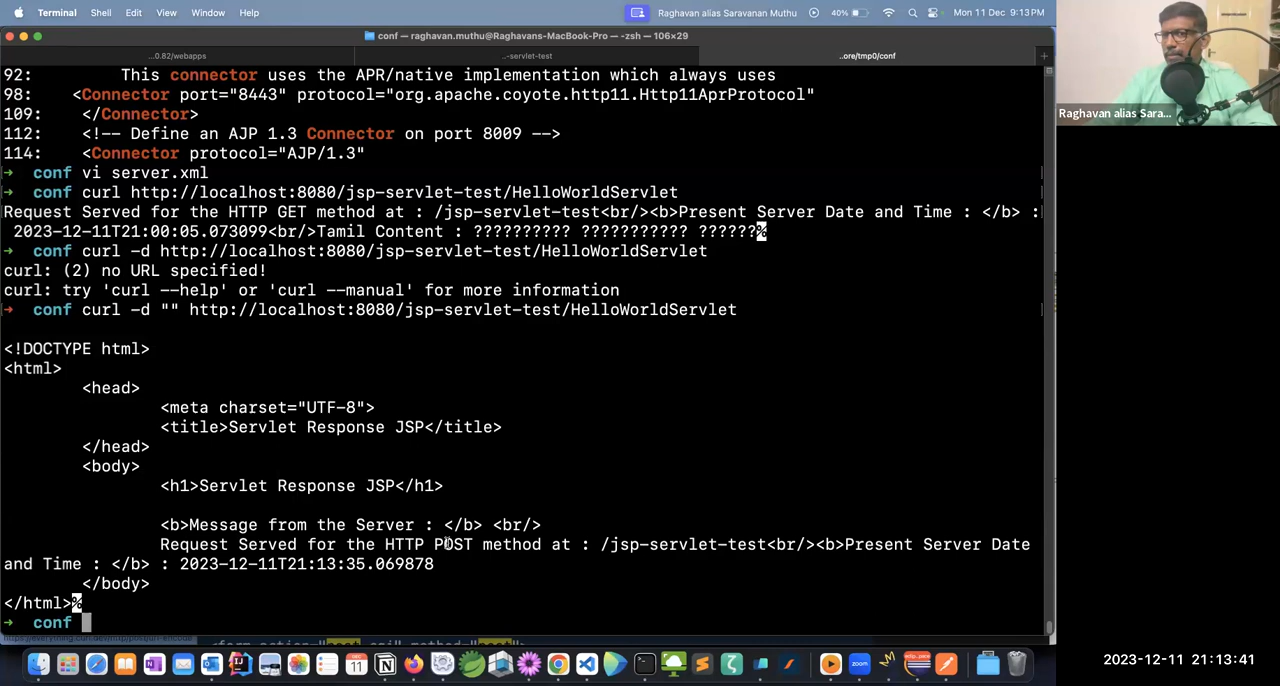 Terminal Shell Edit View Window Help Raghavan alias Saravanan Muthu 40% Mon 11 Dec 9:13 PM
conf — raghavan.muthu@Raghavans-MacBook-Pro — -zsh — 106×29
...0.82/webapps ...-servlet-test ...ore/tmp0/conf
92: This connector uses the APR/native implementation which always uses
98: <Connector port="8443" protocol="org.apache.coyote.http11.Http11AprProtocol"
109: </Connector>
112: <!-- Define an AJP 1.3 Connector on port 8009 -->
114: <Connector protocol="AJP/1.3"
→ conf vi server.xml
→ conf curl http://localhost:8080/jsp-servlet-test/HelloWorldServlet
Request Served for the HTTP GET method at : /jsp-servlet-test<br/><b>Present Server Date and Time : </b> :
2023-12-11T21:00:05.073099<br/>Tamil Content : ?????????? ??????????? ??????%
→ conf curl -d http://localhost:8080/jsp-servlet-test/HelloWorldServlet
curl: (2) no URL specified!
curl: try 'curl --help' or 'curl --manual' for more information
→ conf curl -d "" http://localhost:8080/jsp-servlet-test/HelloWorldServlet
<!DOCTYPE html>
<html>
<head>
<meta charset="UTF-8">
<title>Servlet Response JSP</title>
</head>
<body>
<h1>Servlet Response JSP</h1>
<b>Message from the Server : </b> <br/>
Request Served for the HTTP POST method at : /jsp-servlet-test<br/><b>Present Server Date
and Time : </b> : 2023-12-11T21:13:35.069878
</body>
</html>%
→ conf
Raghavan alias Sara...
2023-12-11 21:13:41